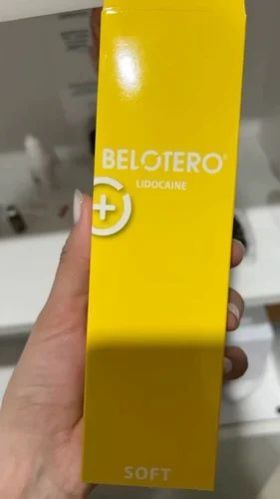 BELOTERO®
LIDOCAINE
+
SOFT